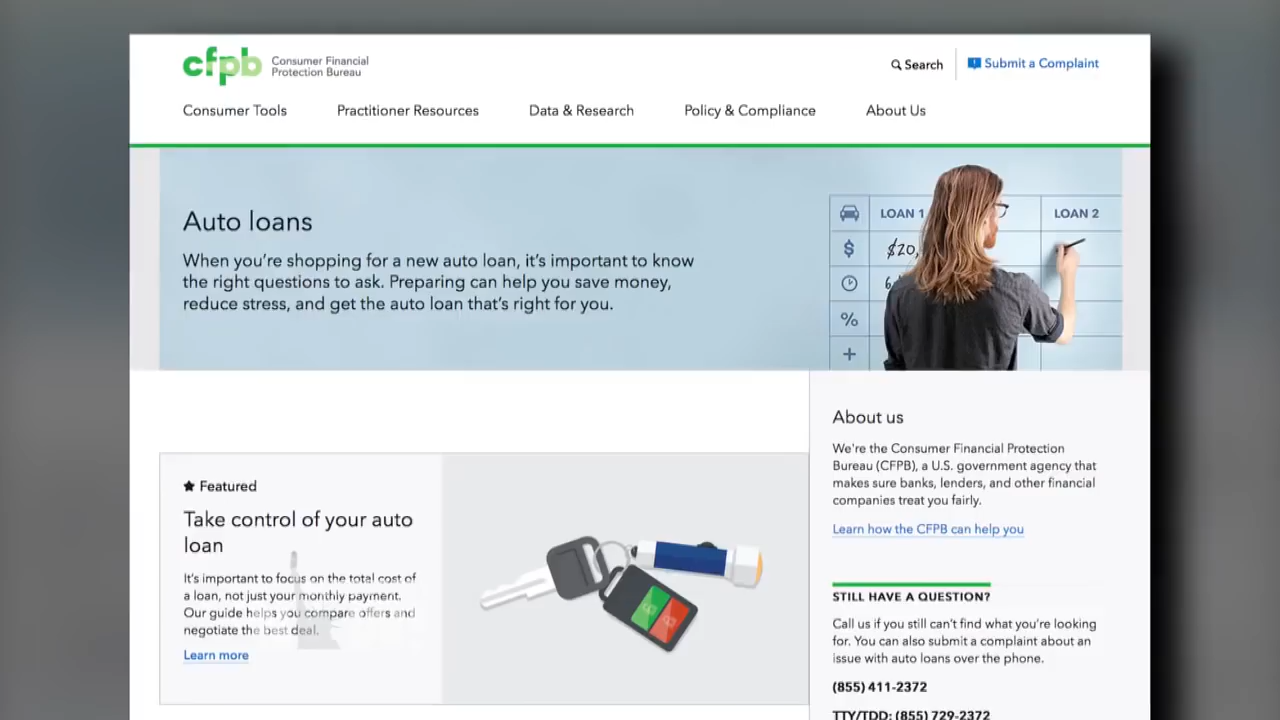 cfpb
Consumer Financial
Protection Bureau
Search
Submit a Complaint
Consumer Tools
Practitioner Resources
Data & Research
Policy & Compliance
About Us
Auto loans
When you’re shopping for a new auto loan, it’s important to know
the right questions to ask. Preparing can help you save money,
reduce stress, and get the auto loan that’s right for you.
LOAN 1
LOAN 2
$
$20,
6
%
+
Featured
Take control of your auto
loan
It’s important to focus on the total cost of
a loan, not just your monthly payment.
Our guide helps you compare offers and
negotiate the best deal.
Learn more
About us
We're the Consumer Financial Protection
Bureau (CFPB), a U.S. government agency that
makes sure banks, lenders, and other financial
companies treat you fairly.
Learn how the CFPB can help you
STILL HAVE A QUESTION?
Call us if you still can’t find what you’re looking
for. You can also submit a complaint about an
issue with auto loans over the phone.
(855) 411-2372
TTY/TDD: (855) 729-2372